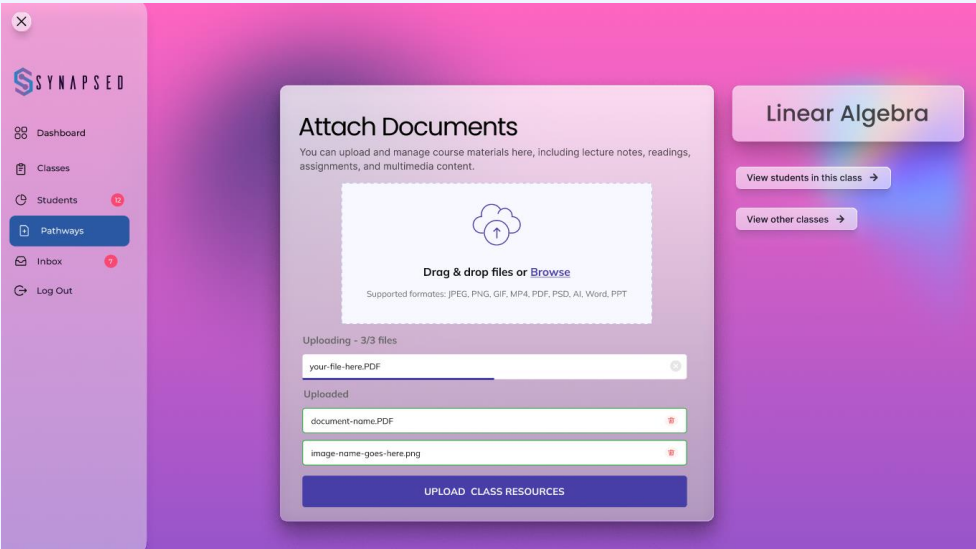 SYNAPSED
Dashboard
Classes
Students 12
Pathways
Inbox 7
Log Out
Attach Documents
You can upload and manage course materials here, including lecture notes, readings,
assignments, and multimedia content.
Drag & drop files or Browse
Supported formates: JPEG, PNG, GIF, MP4, PDF, PSD, AI, Word, PPT
Uploading - 3/3 files
your-file-here.PDF
Uploaded
document-name.PDF
image-name-goes-here.png
UPLOAD CLASS RESOURCES
Linear Algebra
View students in this class →
View other classes →